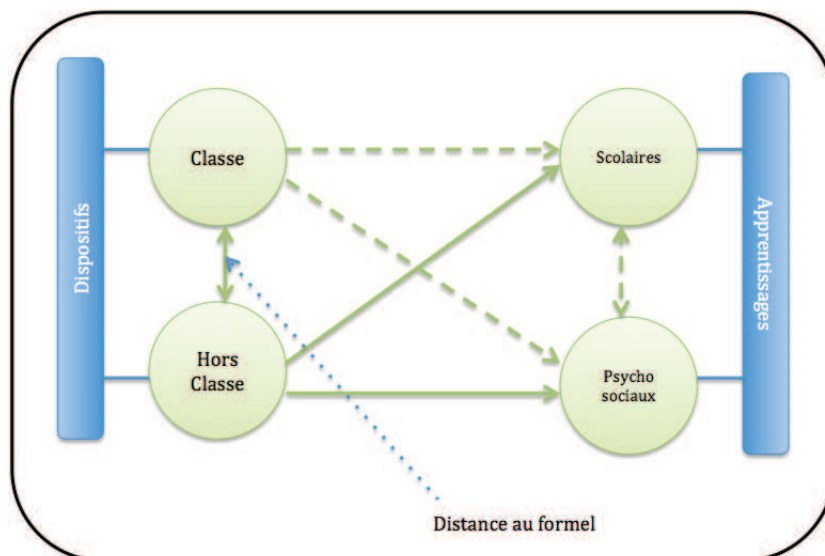 Dispositifs
Classe
Scolaires
Apprentissages
Hors
Classe
Psycho
sociaux
Distance au formel